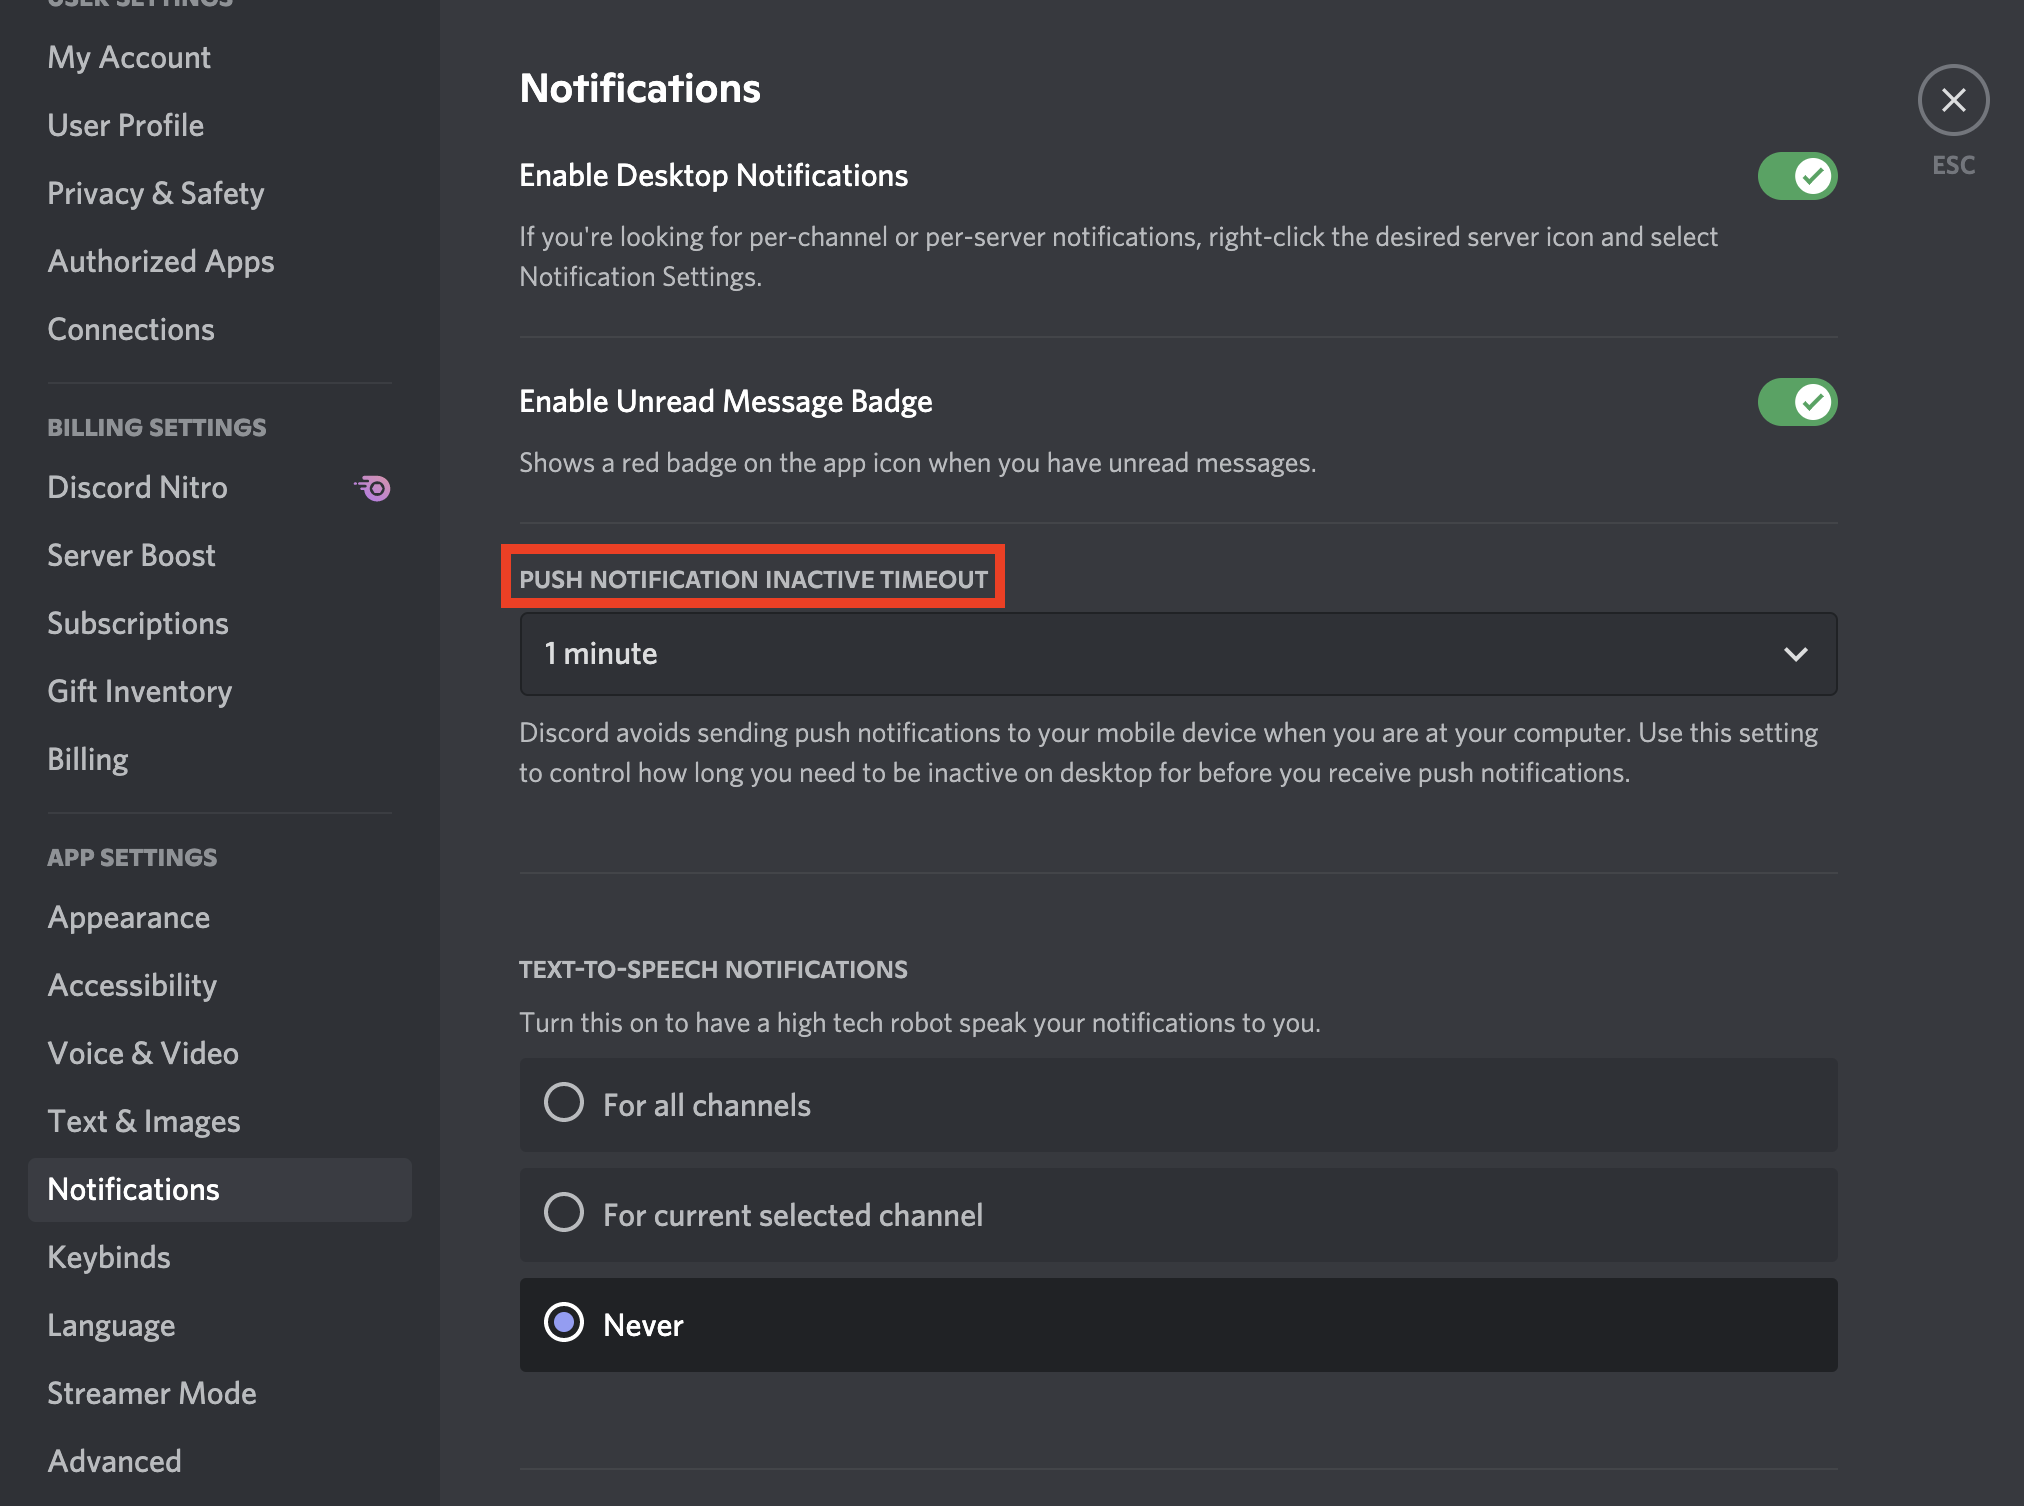 USER SETTINGS
My Account
User Profile
Privacy & Safety
Authorized Apps
Connections
BILLING SETTINGS
Discord Nitro
Server Boost
Subscriptions
Gift Inventory
Billing
APP SETTINGS
Appearance
Accessibility
Voice & Video
Text & Images
Notifications
Keybinds
Language
Streamer Mode
Advanced
Notifications
ESC
Enable Desktop Notifications
If you're looking for per-channel or per-server notifications, right-click the desired server icon and select
Notification Settings.
Enable Unread Message Badge
Shows a red badge on the app icon when you have unread messages.
PUSH NOTIFICATION INACTIVE TIMEOUT
1 minute
Discord avoids sending push notifications to your mobile device when you are at your computer. Use this setting
to control how long you need to be inactive on desktop for before you receive push notifications.
TEXT-TO-SPEECH NOTIFICATIONS
Turn this on to have a high tech robot speak your notifications to you.
For all channels
For current selected channel
Never